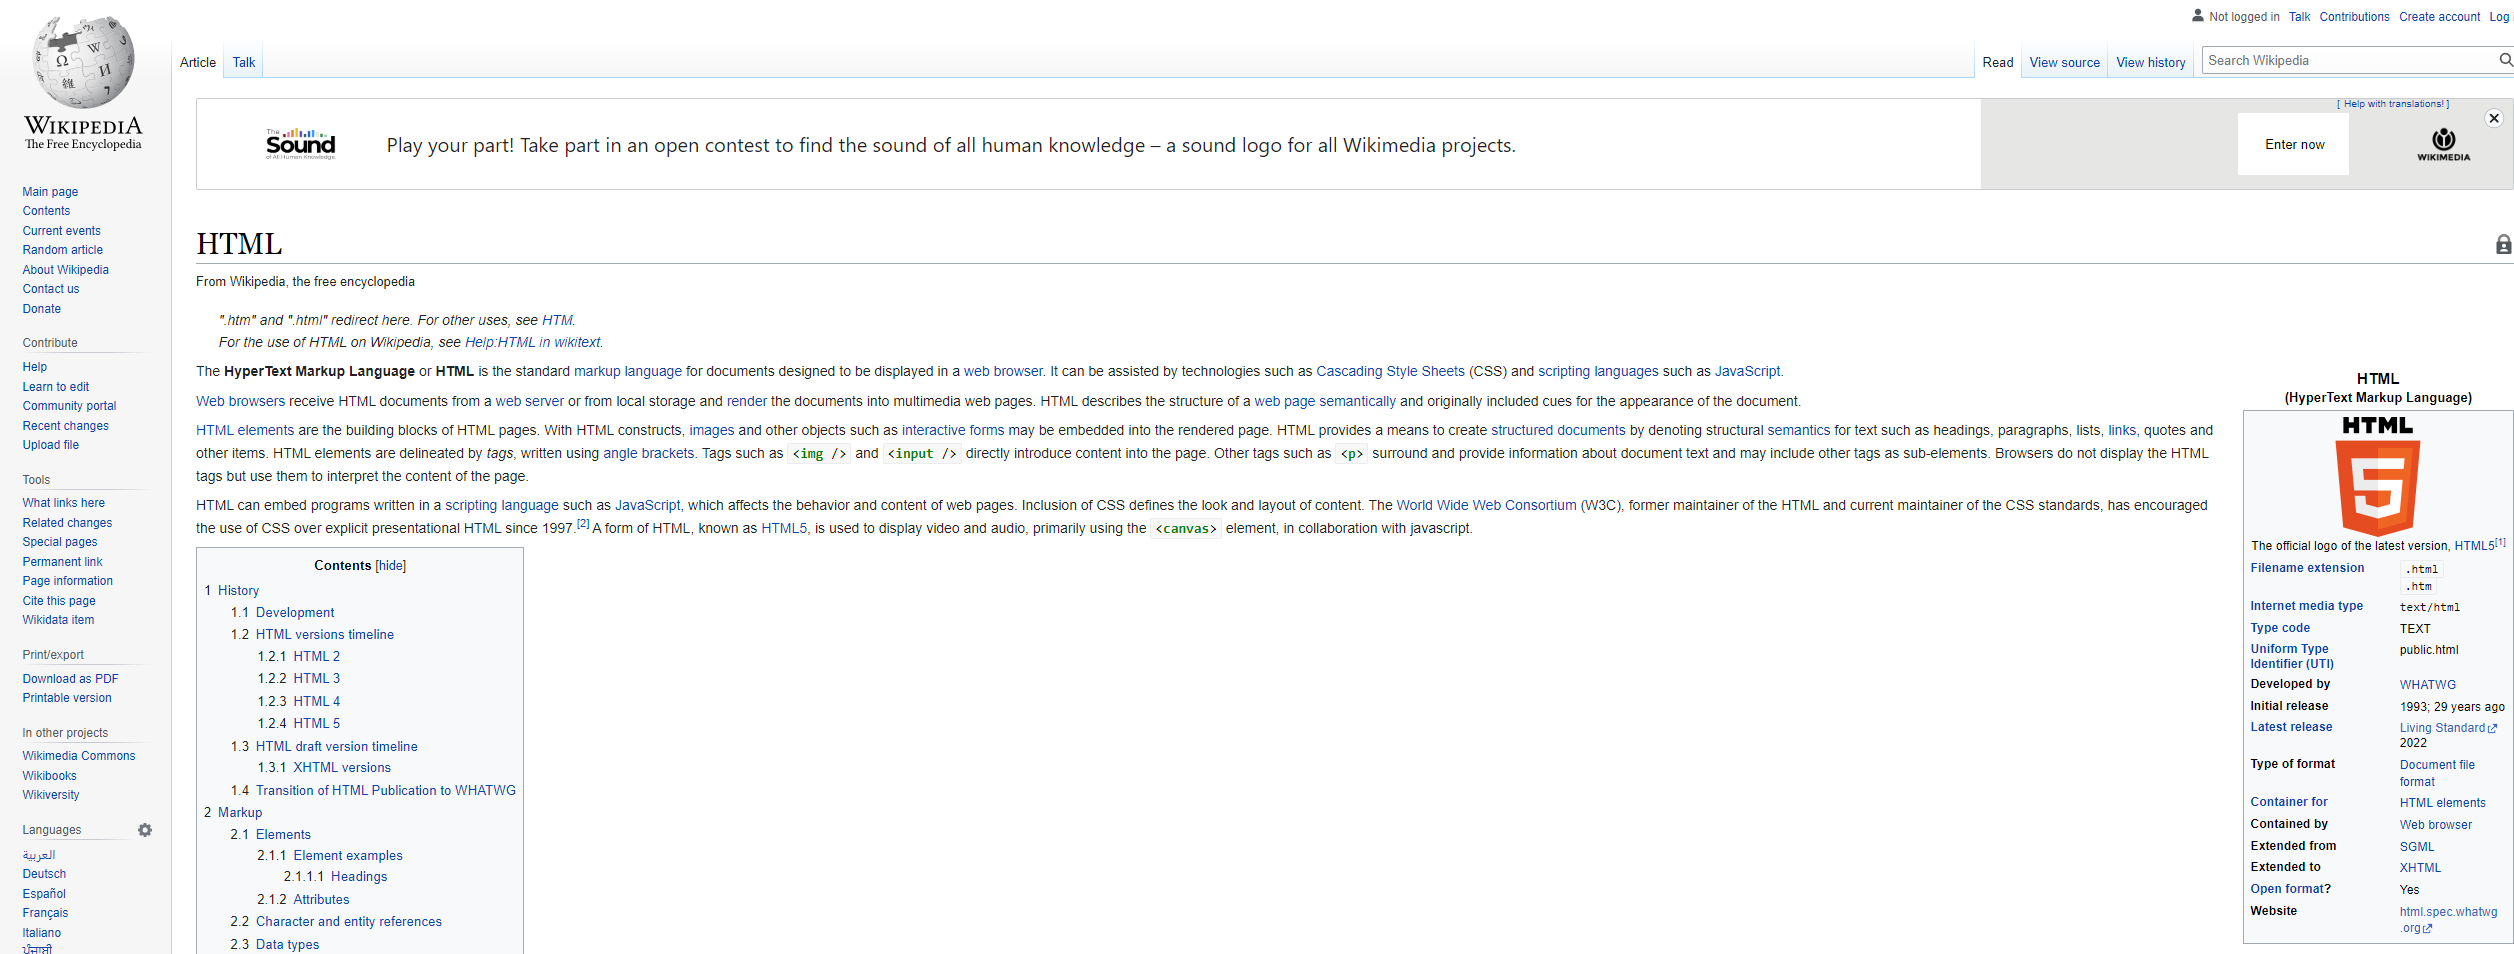 Not logged in Talk Contributions Create account Log
WIKIPEDIA
The Free Encyclopedia
Article Talk
Read View source View history Search Wikipedia
Main page
Contents
Current events
Random article
About Wikipedia
Contact us
Donate
Contribute
Help
Learn to edit
Community portal
Recent changes
Upload file
Tools
What links here
Related changes
Special pages
Permanent link
Page information
Cite this page
Wikidata item
Print/export
Download as PDF
Printable version
In other projects
Wikimedia Commons
Wikibooks
Wikiversity
Languages
العربية
Deutsch
Español
Français
Italiano
ਪੰਜਾਬੀ
[ Help with translations! ]
The
Sound
of All Human Knowledge.
Play your part! Take part in an open contest to find the sound of all human knowledge – a sound logo for all Wikimedia projects.
Enter now
WIKIMEDIA
HTML
From Wikipedia, the free encyclopedia
".htm" and ".html" redirect here. For other uses, see HTM.
For the use of HTML on Wikipedia, see Help:HTML in wikitext.
The HyperText Markup Language or HTML is the standard markup language for documents designed to be displayed in a web browser. It can be assisted by technologies such as Cascading Style Sheets (CSS) and scripting languages such as JavaScript.
Web browsers receive HTML documents from a web server or from local storage and render the documents into multimedia web pages. HTML describes the structure of a web page semantically and originally included cues for the appearance of the document.
HTML elements are the building blocks of HTML pages. With HTML constructs, images and other objects such as interactive forms may be embedded into the rendered page. HTML provides a means to create structured documents by denoting structural semantics for text such as headings, paragraphs, lists, links, quotes and
other items. HTML elements are delineated by tags, written using angle brackets. Tags such as <img /> and <input /> directly introduce content into the page. Other tags such as <p> surround and provide information about document text and may include other tags as sub-elements. Browsers do not display the HTML
tags but use them to interpret the content of the page.
HTML can embed programs written in a scripting language such as JavaScript, which affects the behavior and content of web pages. Inclusion of CSS defines the look and layout of content. The World Wide Web Consortium (W3C), former maintainer of the HTML and current maintainer of the CSS standards, has encouraged
the use of CSS over explicit presentational HTML since 1997.[2] A form of HTML, known as HTML5, is used to display video and audio, primarily using the <canvas> element, in collaboration with javascript.
Contents [hide]
1 History
1.1 Development
1.2 HTML versions timeline
1.2.1 HTML 2
1.2.2 HTML 3
1.2.3 HTML 4
1.2.4 HTML 5
1.3 HTML draft version timeline
1.3.1 XHTML versions
1.4 Transition of HTML Publication to WHATWG
2 Markup
2.1 Elements
2.1.1 Element examples
2.1.1.1 Headings
2.1.2 Attributes
2.2 Character and entity references
2.3 Data types
HTML
(HyperText Markup Language)
HTML
5
The official logo of the latest version, HTML5[1]
Filename extension .html
.htm
Internet media type text/html
Type code TEXT
Uniform Type public.html
Identifier (UTI)
Developed by WHATWG
Initial release 1993; 29 years ago
Latest release Living Standard
2022
Type of format Document file
format
Container for HTML elements
Contained by Web browser
Extended from SGML
Extended to XHTML
Open format? Yes
Website html.spec.whatwg
.org